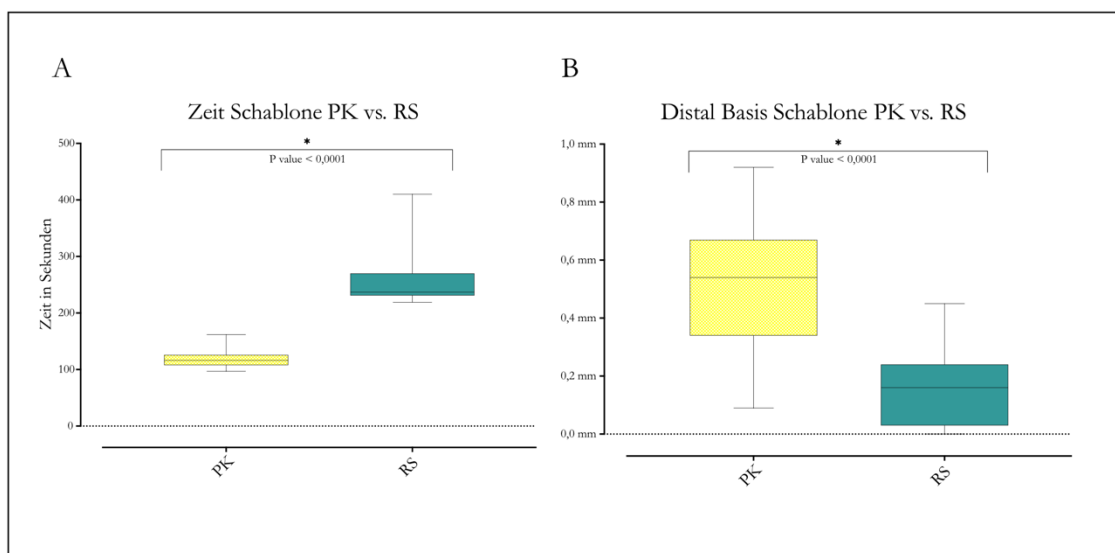 A
Zeit Schablone PK vs. RS
*
P value < 0,0001
Zeit in Sekunden
500
400
300
200
100
0
PK
RS
B
Distal Basis Schablone PK vs. RS
*
P value < 0,0001
1,0 mm
0,8 mm
0,6 mm
0,4 mm
0,2 mm
0,0 mm
PK
RS